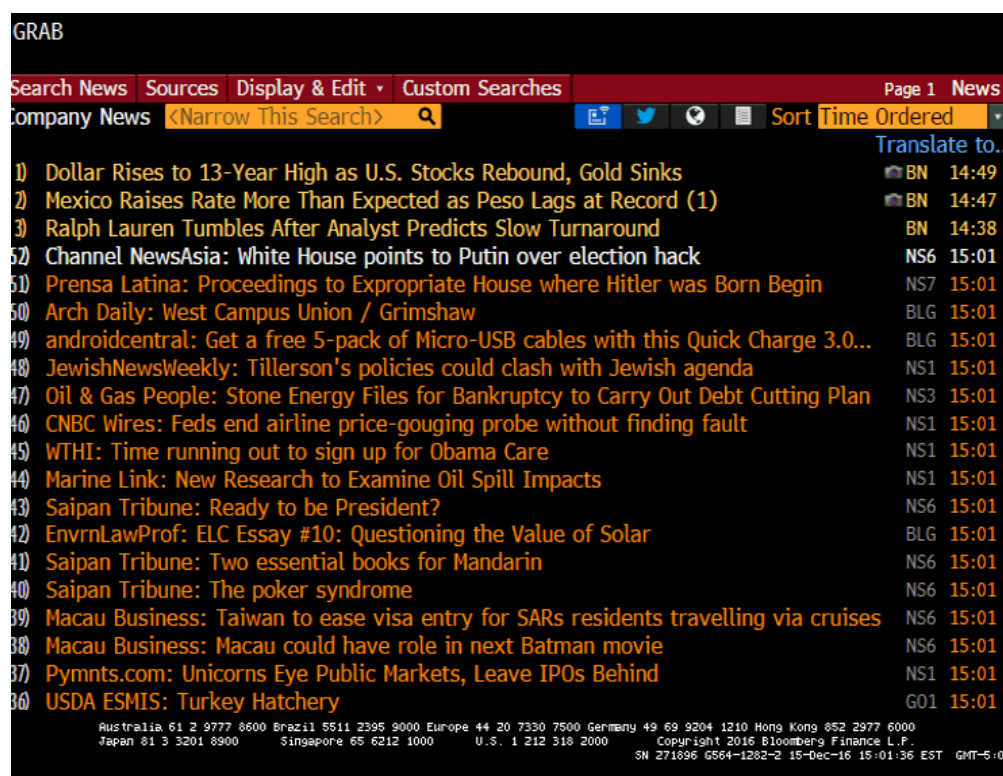 GRAB
Search News Sources Display & Edit Custom Searches Page 1 News
Company News <Narrow This Search> Sort Time Ordered
Translate to..
1) Dollar Rises to 13-Year High as U.S. Stocks Rebound, Gold Sinks BN 14:49
2) Mexico Raises Rate More Than Expected as Peso Lags at Record (1) BN 14:47
3) Ralph Lauren Tumbles After Analyst Predicts Slow Turnaround BN 14:38
52) Channel NewsAsia: White House points to Putin over election hack NS6 15:01
51) Prensa Latina: Proceedings to Expropriate House where Hitler was Born Begin NS7 15:01
50) Arch Daily: West Campus Union / Grimshaw BLG 15:01
49) androidcentral: Get a free 5-pack of Micro-USB cables with this Quick Charge 3.0... BLG 15:01
48) JewishNewsWeekly: Tillerson's policies could clash with Jewish agenda NS1 15:01
47) Oil & Gas People: Stone Energy Files for Bankruptcy to Carry Out Debt Cutting Plan NS3 15:01
46) CNBC Wires: Feds end airline price-gouging probe without finding fault NS1 15:01
45) WTHI: Time running out to sign up for Obama Care NS1 15:01
44) Marine Link: New Research to Examine Oil Spill Impacts NS1 15:01
43) Saipan Tribune: Ready to be President? NS6 15:01
42) EnvrnLawProf: ELC Essay #10: Questioning the Value of Solar BLG 15:01
41) Saipan Tribune: Two essential books for Mandarin NS6 15:01
40) Saipan Tribune: The poker syndrome NS6 15:01
39) Macau Business: Taiwan to ease visa entry for SARs residents travelling via cruises NS6 15:01
38) Macau Business: Macau could have role in next Batman movie NS6 15:01
37) Pymnts.com: Unicorns Eye Public Markets, Leave IPOs Behind NS1 15:01
36) USDA ESMIS: Turkey Hatchery GO1 15:01
Australia 61 2 9777 8600 Brazil 5511 2395 9000 Europe 44 20 7330 7500 Germany 49 69 9204 1210 Hong Kong 852 2977 6000
Japan 81 3 3201 8900 Singapore 65 6212 1000 U.S. 1 212 318 2000 Copyright 2016 Bloomberg Finance L.P.
SN 271896 G564-1282-2 15-Dec-16 15:01:36 EST GMT-5:0